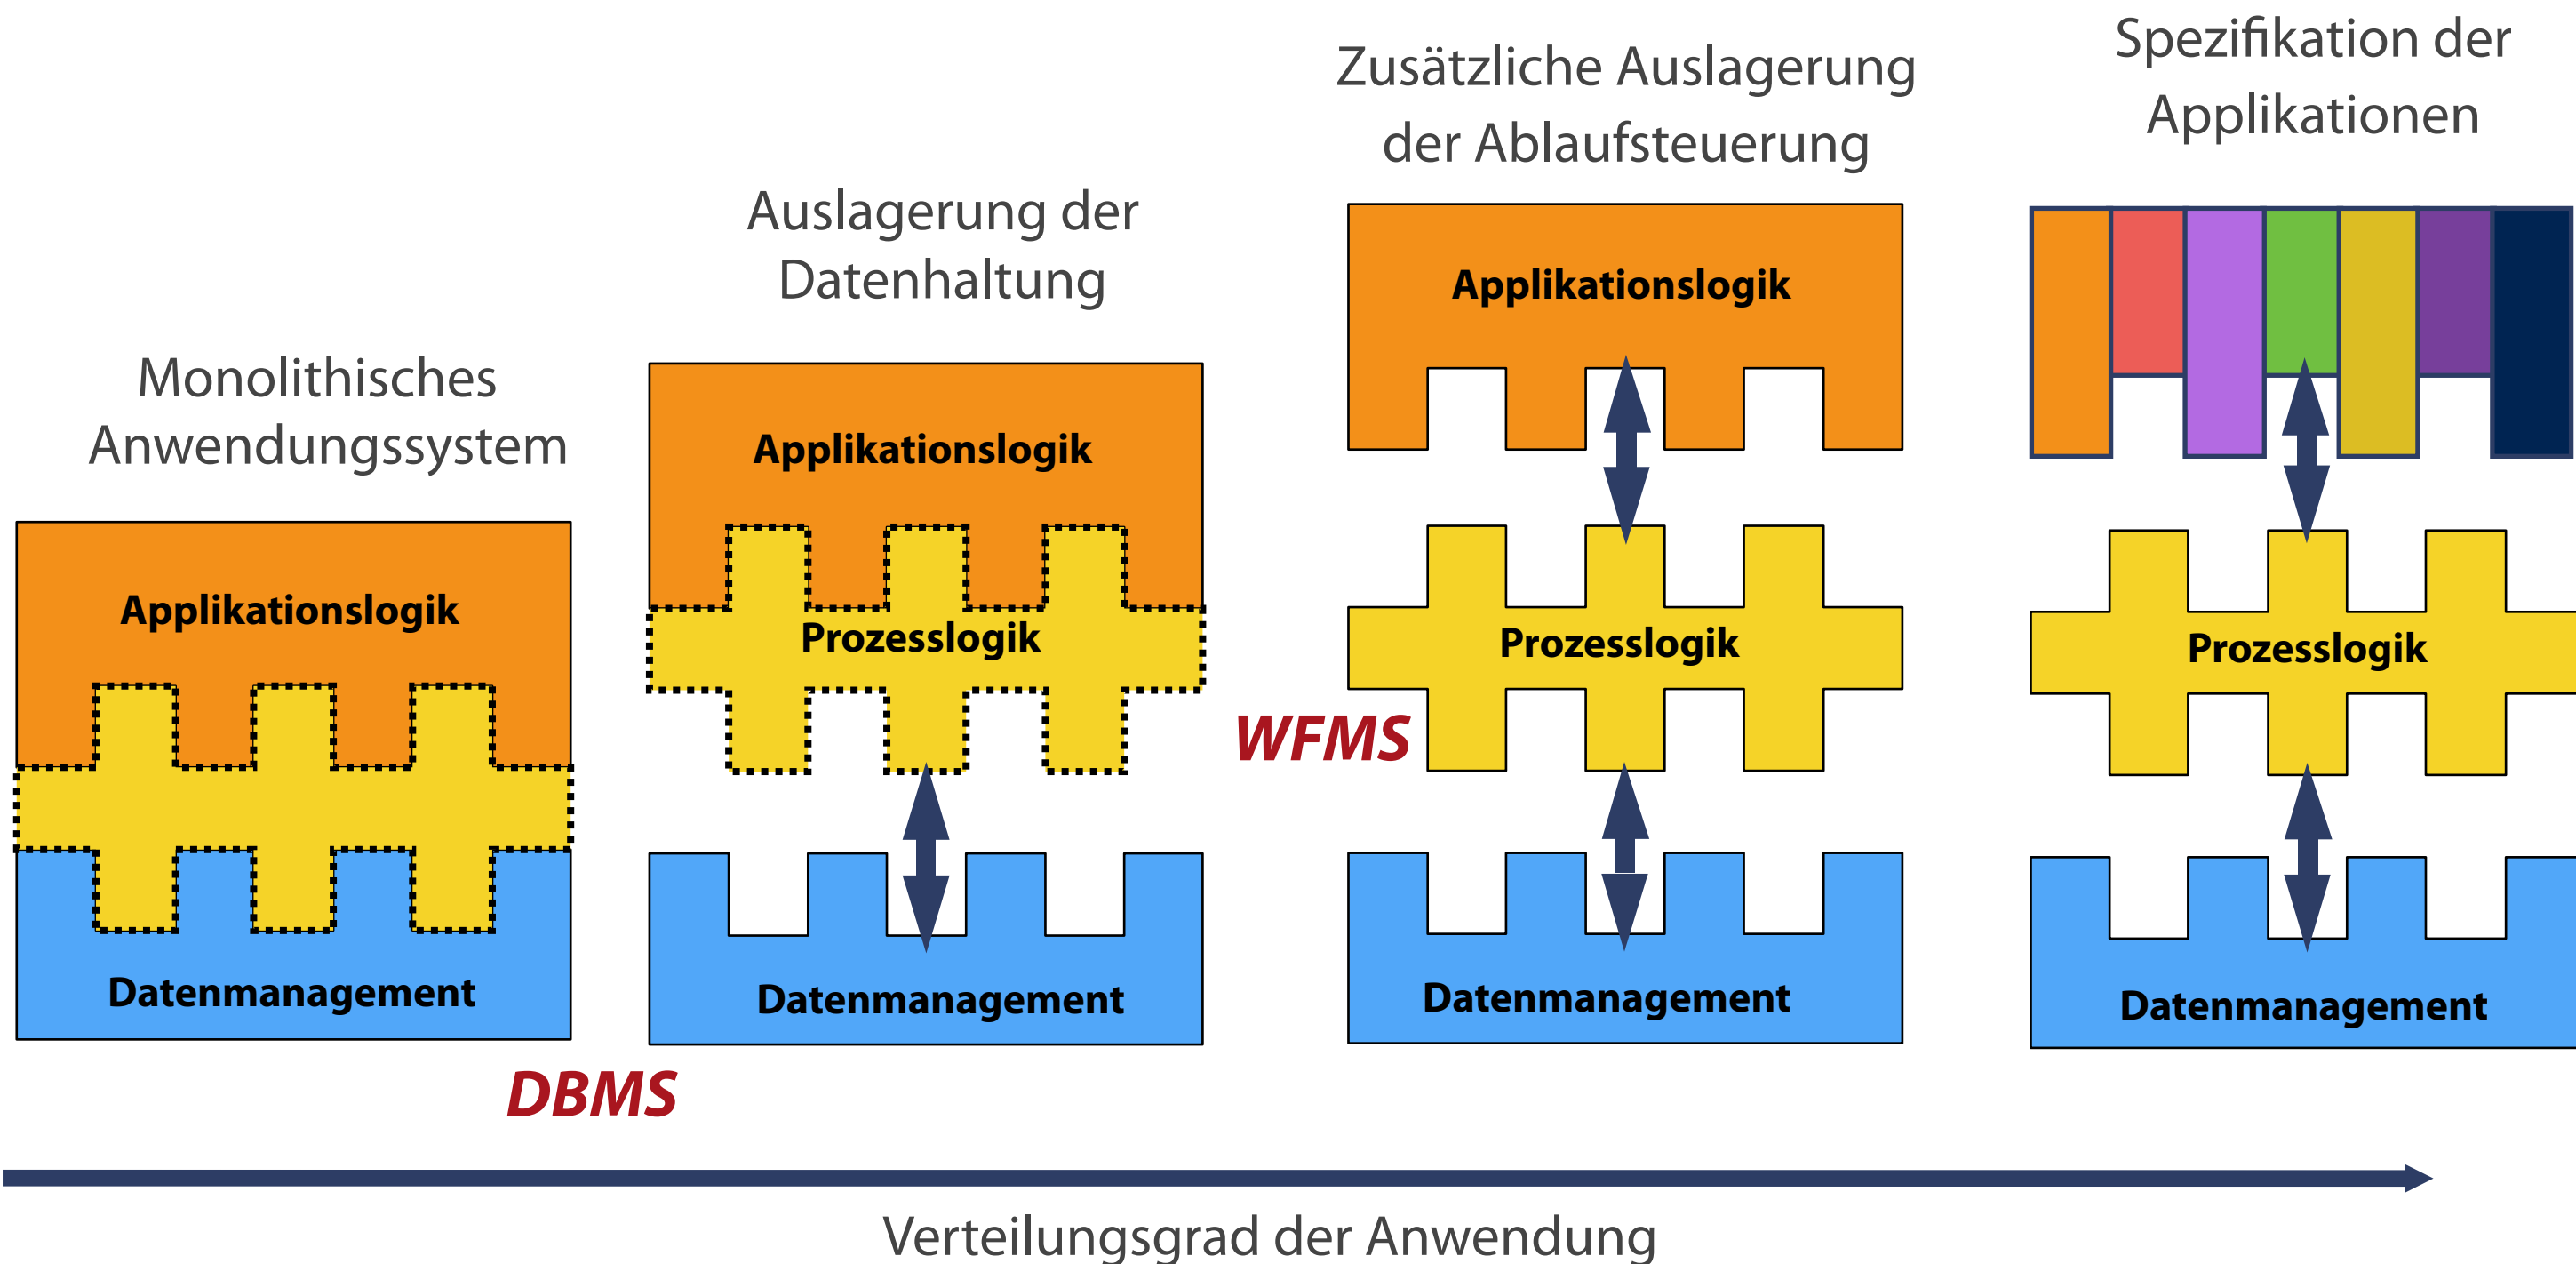 Monolithisches
Anwendungssystem
Applikationslogik
Datenmanagement
DBMS
Auslagerung der
Datenhaltung
Applikationslogik
Prozesslogik
Datenmanagement
WFMS
Zusätzliche Auslagerung
der Ablaufsteuerung
Applikationslogik
Prozesslogik
Datenmanagement
Spezifikation der
Applikationen
Prozesslogik
Datenmanagement
Verteilungsgrad der Anwendung